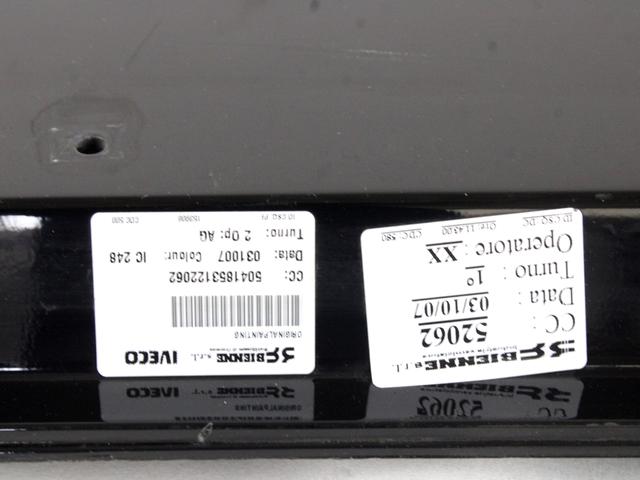 BIENNE s.r.l. IVECO
ORIGINALPAINTING
CC: 5041853122062
Data: 031007 Colour: IC 248
Turno: 2 Op: AG
BIENNE s.r.l.
CC: 52062
Data: 03/10/07
Turno: 1°
Operatore: XX